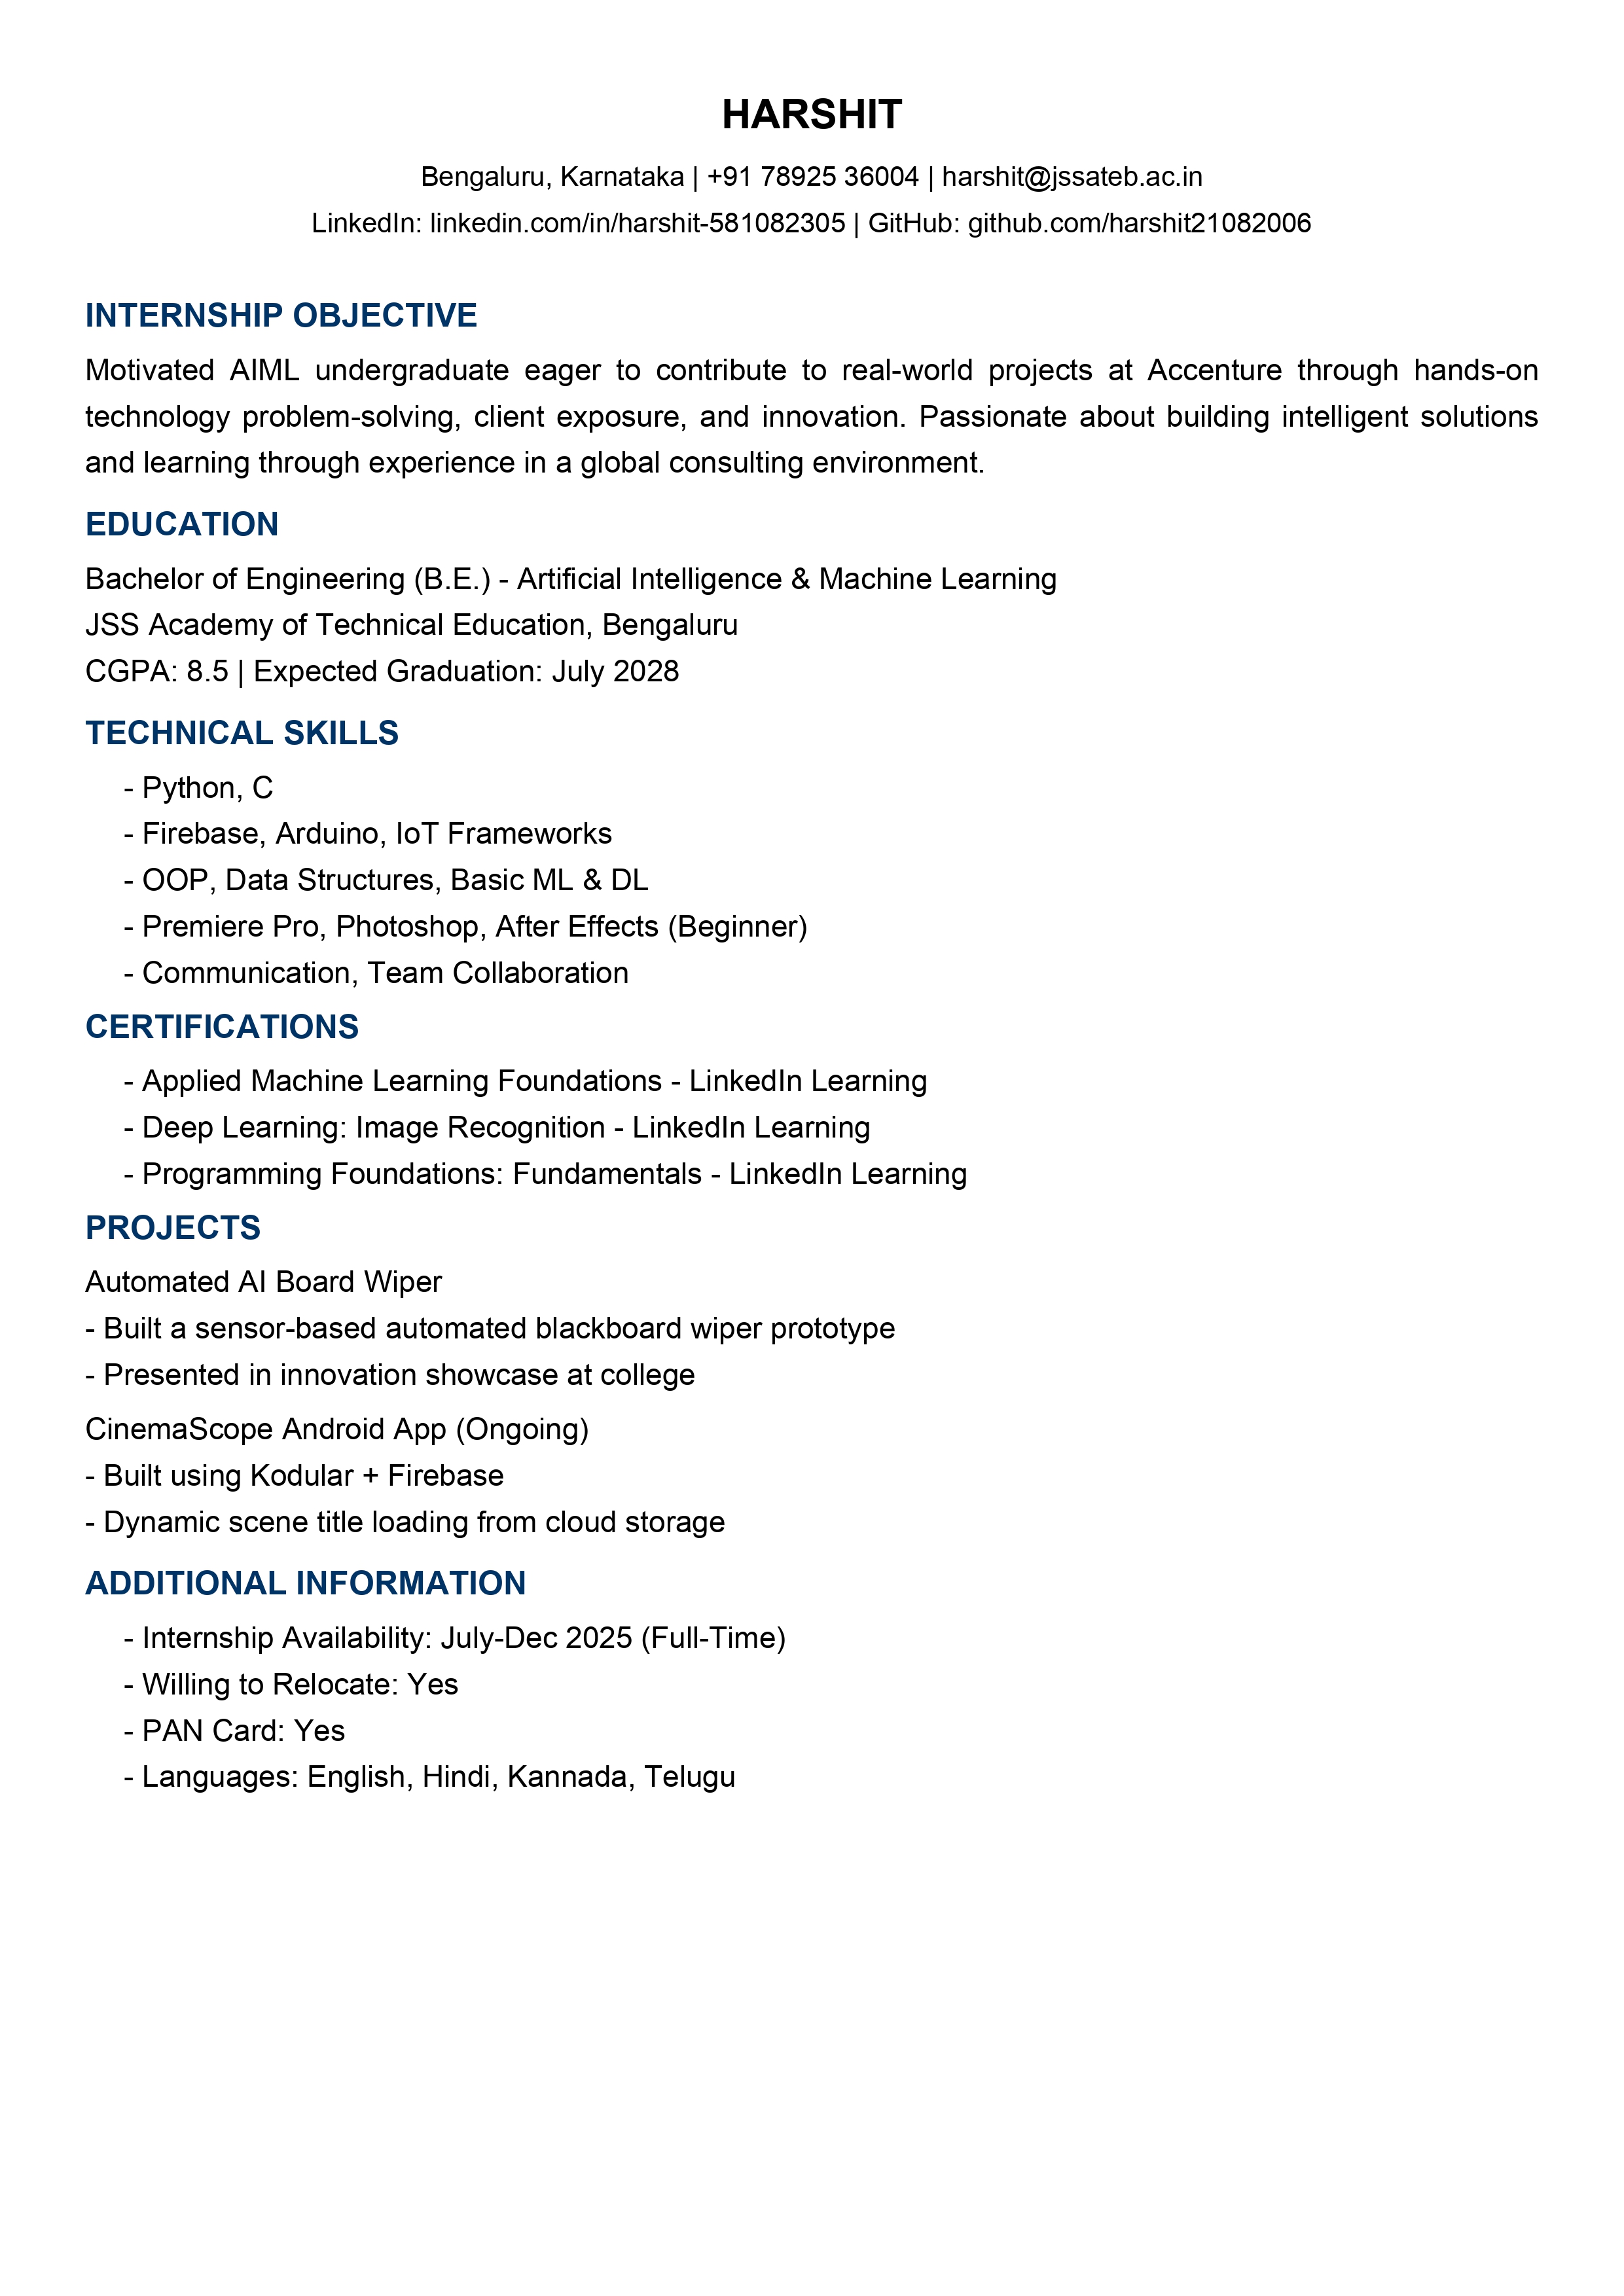 HARSHIT
Bengaluru, Karnataka | +91 78925 36004 | harshit@jssateb.ac.in
LinkedIn: linkedin.com/in/harshit-581082305 | GitHub: github.com/harshit21082006
INTERNSHIP OBJECTIVE
Motivated AIML undergraduate eager to contribute to real-world projects at Accenture through hands-on
technology problem-solving, client exposure, and innovation. Passionate about building intelligent solutions
and learning through experience in a global consulting environment.
EDUCATION
Bachelor of Engineering (B.E.) - Artificial Intelligence & Machine Learning
JSS Academy of Technical Education, Bengaluru
CGPA: 8.5 | Expected Graduation: July 2028
TECHNICAL SKILLS
- Python, C
- Firebase, Arduino, IoT Frameworks
- OOP, Data Structures, Basic ML & DL
- Premiere Pro, Photoshop, After Effects (Beginner)
- Communication, Team Collaboration
CERTIFICATIONS
- Applied Machine Learning Foundations - LinkedIn Learning
- Deep Learning: Image Recognition - LinkedIn Learning
- Programming Foundations: Fundamentals - LinkedIn Learning
PROJECTS
Automated AI Board Wiper
- Built a sensor-based automated blackboard wiper prototype
- Presented in innovation showcase at college
CinemaScope Android App (Ongoing)
- Built using Kodular + Firebase
- Dynamic scene title loading from cloud storage
ADDITIONAL INFORMATION
- Internship Availability: July-Dec 2025 (Full-Time)
- Willing to Relocate: Yes
- PAN Card: Yes
- Languages: English, Hindi, Kannada, Telugu